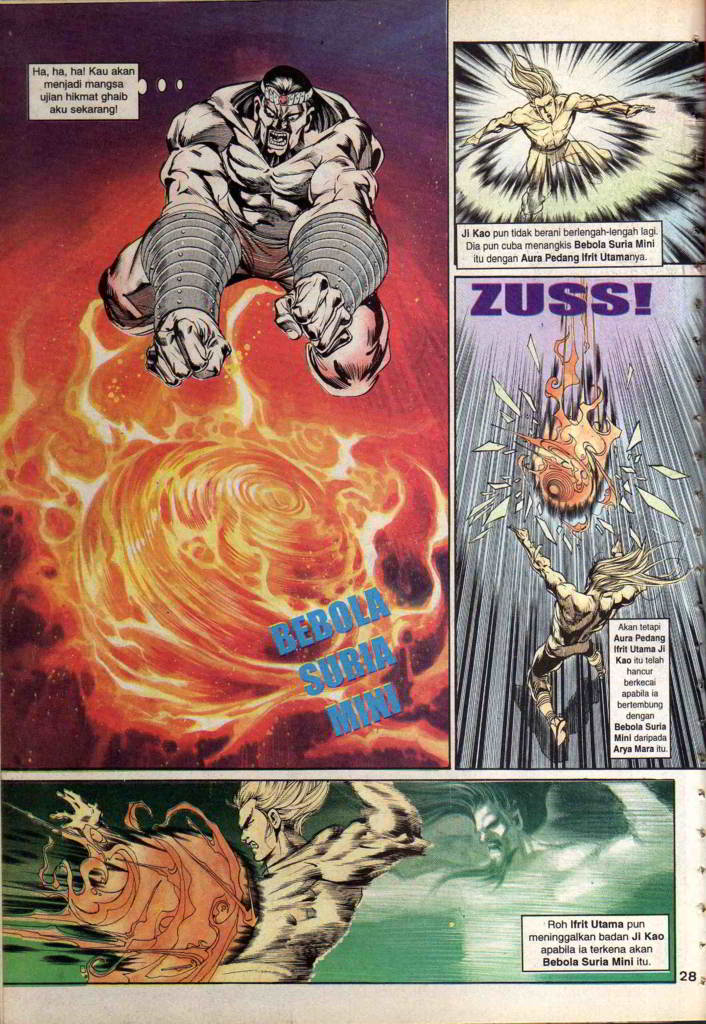 Ha, ha, ha! Kau akan
menjadi mangsa
ujian hikmat ghaib
aku sekarang!
BEBOLA
SURIA
MINI
Ji Kao pun tidak berani berlengah-lengah lagi.
Dia pun cuba menangkis Bebola Suria Mini
itu dengan Aura Pedang Ifrit Utamanya.
ZUSS!
Akan tetapi
Aura Pedang
Ifrit Utama Ji
Kao itu telah
hancur
berkecai
apabila ia
bertembung
dengan
Bebola Suria
Mini daripada
Arya Mara itu.
Roh Ifrit Utama pun
meninggalkan badan Ji Kao
apabila ia terkena akan
Bebola Suria Mini itu.
28